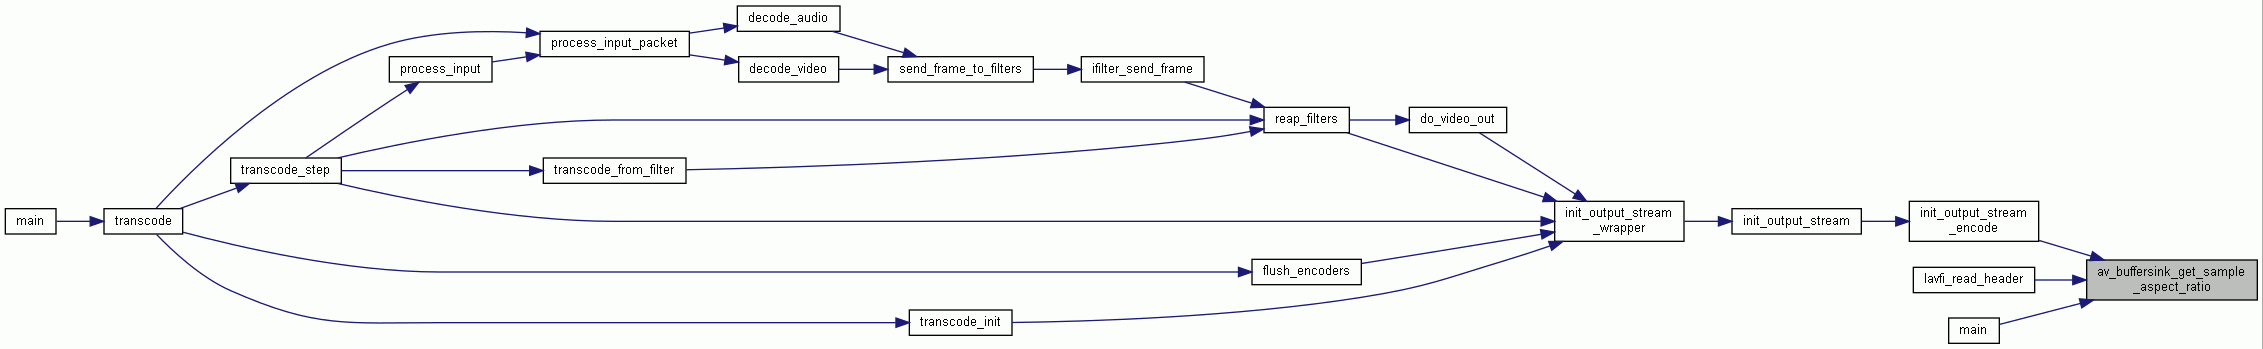 main
transcode
transcode_step
process_input
process_input_packet
decode_audio
decode_video
send_frame_to_filters
ifilter_send_frame
reap_filters
do_video_out
transcode_from_filter
flush_encoders
transcode_init
init_output_stream
_wrapper
init_output_stream
init_output_stream
_encode
lavfi_read_header
main
av_buffersink_get_sample
_aspect_ratio